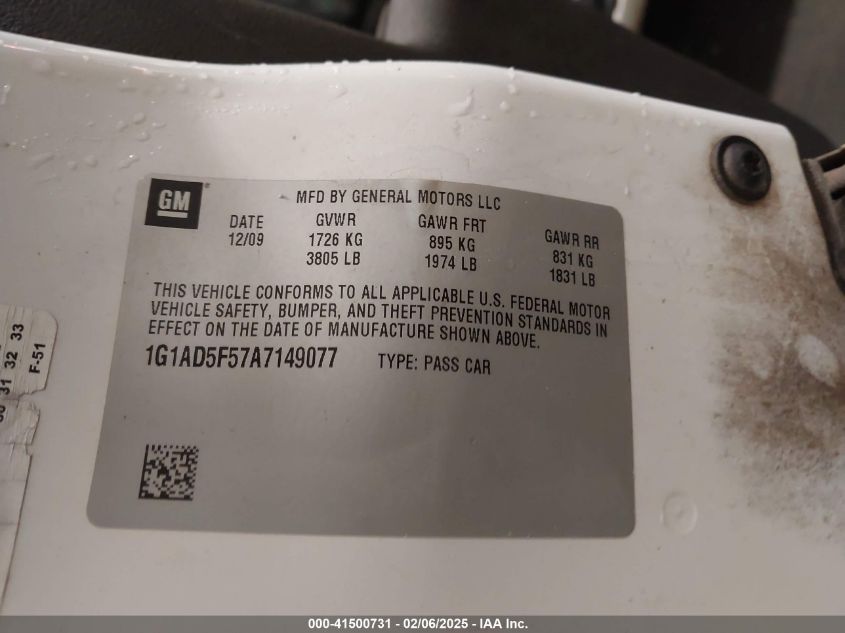 GM
MFD BY GENERAL MOTORS LLC
DATE GVWR GAWR FRT GAWR RR
12/09 1726 KG 895 KG 831 KG
3805 LB 1974 LB 1831 LB
THIS VEHICLE CONFORMS TO ALL APPLICABLE U.S. FEDERAL MOTOR
VEHICLE SAFETY, BUMPER, AND THEFT PREVENTION STANDARDS IN
EFFECT ON THE DATE OF MANUFACTURE SHOWN ABOVE.
1G1AD5F57A7149077 TYPE: PASS CAR
31 32 33
F-51
000-41500731 - 02/06/2025 - IAA Inc.